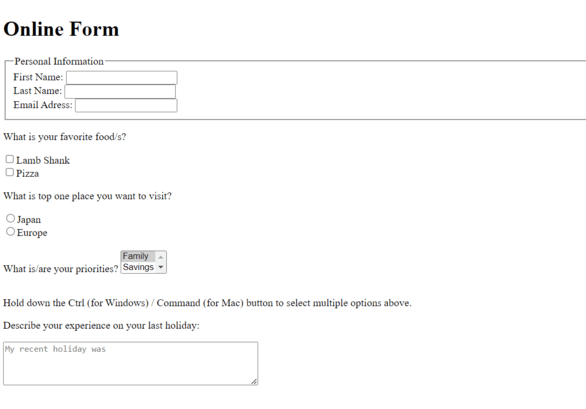 Online Form
Personal Information
First Name:
Last Name:
Email Adress:
What is your favorite food/s?
Lamb Shank
Pizza
What is top one place you want to visit?
Japan
Europe
What is/are your priorities? Family
Savings
Hold down the Ctrl (for Windows) / Command (for Mac) button to select multiple options above.
Describe your experience on your last holiday:
My recent holiday was